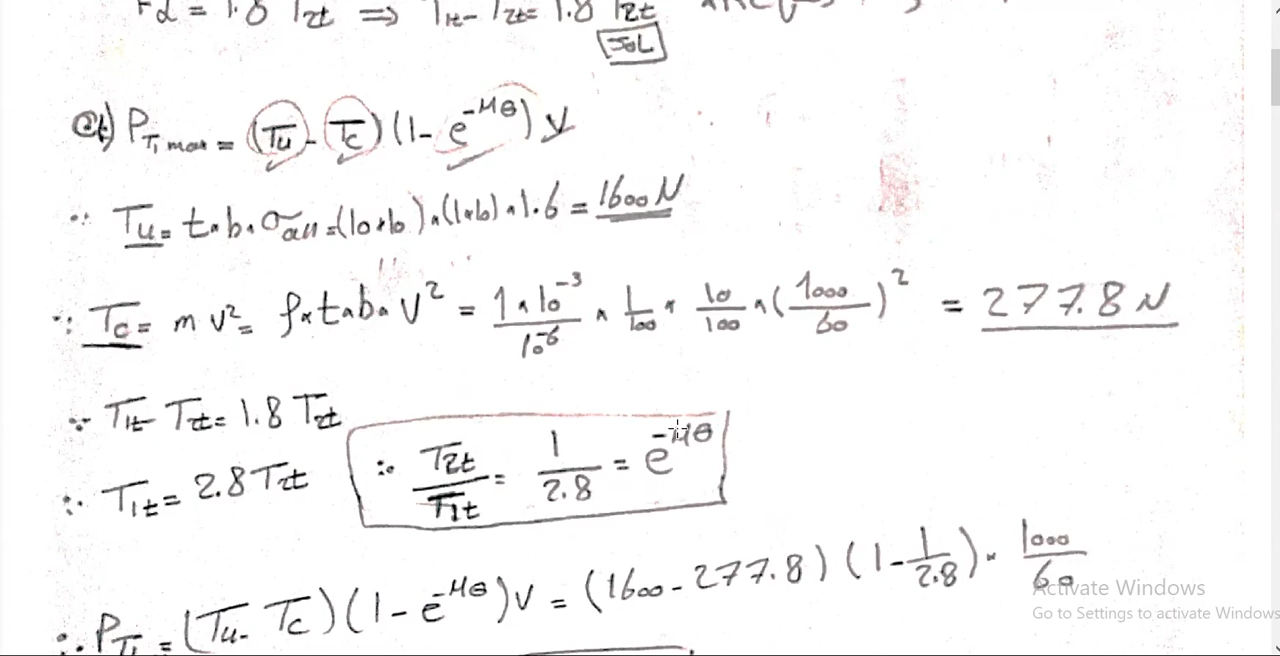 Fd = 1.8 T2t ⇒ T1t - T2t = 1.8 T2t
SOL
PT, max = (Tu - Tc)(1 - e^-μθ) V
∵ Tu = t * b * σall = (10*10) * (1*10) * 1.6 = 1600 N
∵ Tc = m v² = ρ * t * b * V² = 1 * 10^-3 / 10^-6 * 1/100 * 10/100 * (1000/60)² = 277.8 N
∵ T1t - T2t = 1.8 T2t
∴ T1t = 2.8 T2t ∴ T2t/T1t = 1/2.8 = e^-μθ
∴ PT, = (Tu - Tc)(1 - e^-μθ) V = (1600 - 277.8) (1 - 1/2.8) * 1000/60
Activate Windows
Go to Settings to activate Windows